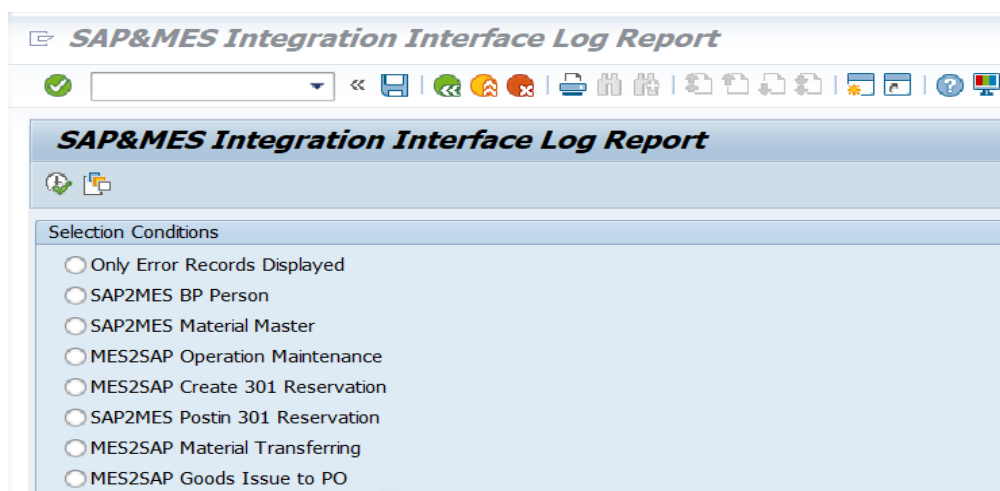 SAP&MES Integration Interface Log Report
SAP&MES Integration Interface Log Report
Selection Conditions
Only Error Records Displayed
SAP2MES BP Person
SAP2MES Material Master
MES2SAP Operation Maintenance
MES2SAP Create 301 Reservation
SAP2MES Postin 301 Reservation
MES2SAP Material Transferring
MES2SAP Goods Issue to PO